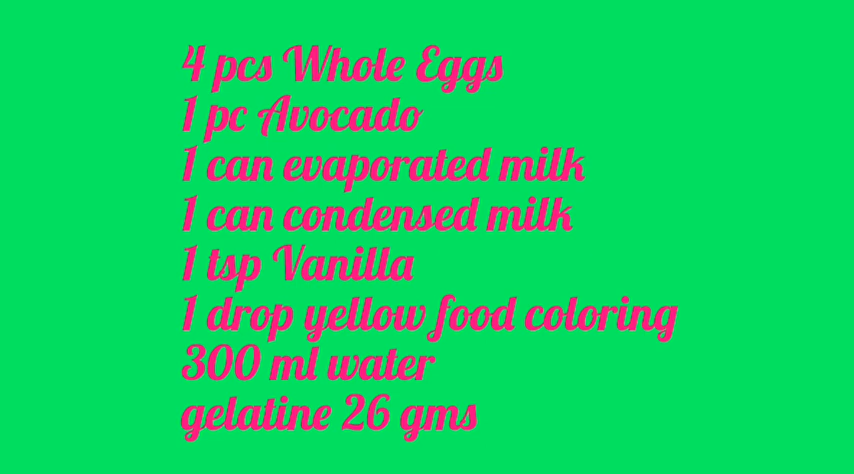 4 pcs Whole Eggs
1 pc Avocado
1 can evaporated milk
1 can condensed milk
1 tsp Vanilla
1 drop yellow food coloring
300 ml water
gelatine 26 gms